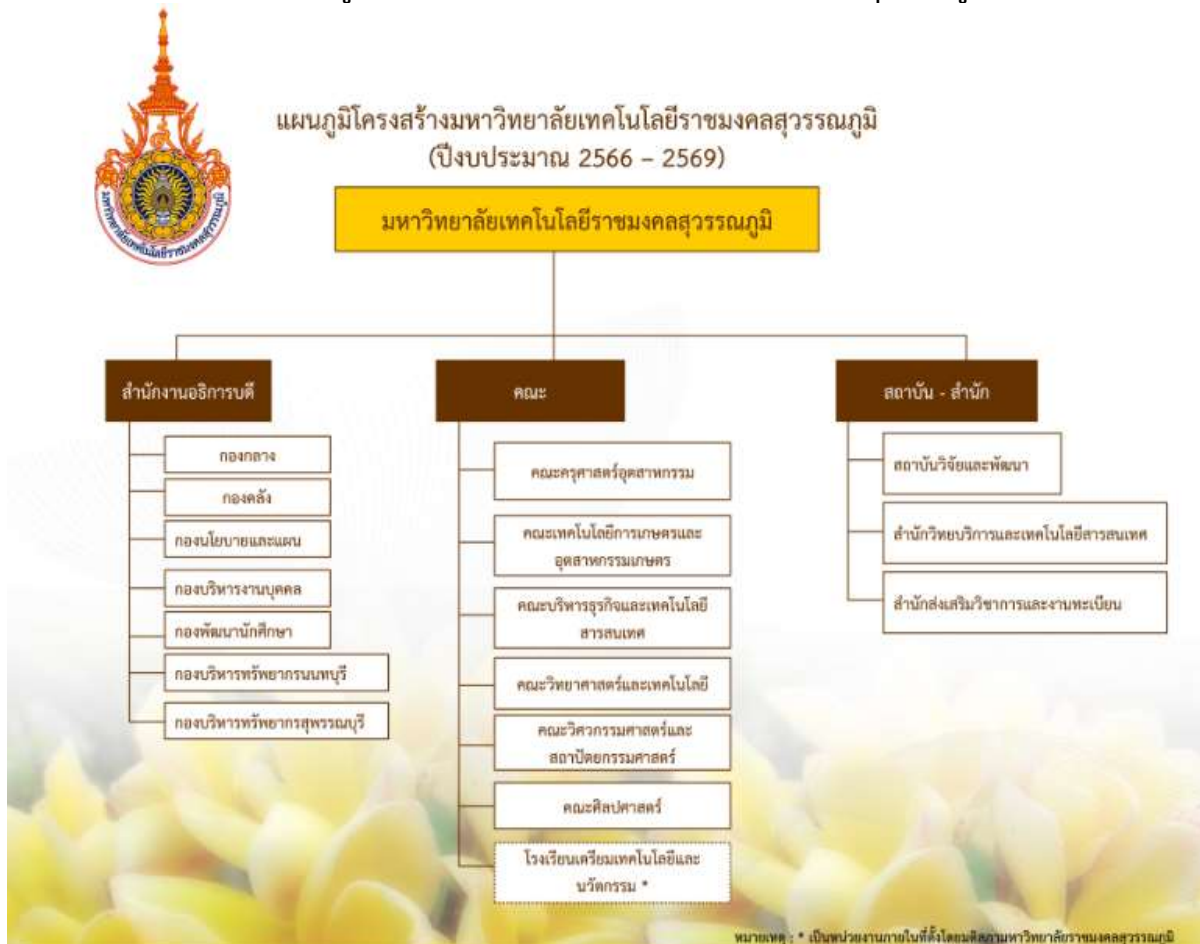 แผนภูมิโครงสร้างมหาวิทยาลัยเทคโนโลยีราชมงคลสุวรรณภูมิ
(ปีงบประมาณ 2566 – 2569)
มหาวิทยาลัยเทคโนโลยีราชมงคลสุวรรณภูมิ
สำนักงานอธิการบดี
กองกลาง
กองคลัง
กองนโยบายและแผน
กองบริหารงานบุคคล
กองพัฒนานักศึกษา
กองบริหารทรัพยากรนนทบุรี
กองบริหารทรัพยากรสุพรรณบุรี
คณะ
คณะครุศาสตร์อุตสาหกรรม
คณะเทคโนโลยีการเกษตรและ
อุตสาหกรรมเกษตร
คณะบริหารธุรกิจและเทคโนโลยี
สารสนเทศ
คณะวิทยาศาสตร์และเทคโนโลยี
คณะวิศวกรรมศาสตร์และ
สถาปัตยกรรมศาสตร์
คณะศิลปศาสตร์
โรงเรียนเตรียมเทคโนโลยีและ
นวัตกรรม *
สถาบัน - สำนัก
สถาบันวิจัยและพัฒนา
สำนักวิทยบริการและเทคโนโลยีสารสนเทศ
สำนักส่งเสริมวิชาการและงานทะเบียน
มหาวิทยาลัยเทคโนโลยีราชมงคลสุวรรณภูมิ
หมายเหตุ : * เป็นหน่วยงานภายในที่ตั้งโดยมติสภามหาวิทยาลัยราชมงคลสุวรรณภูมิ